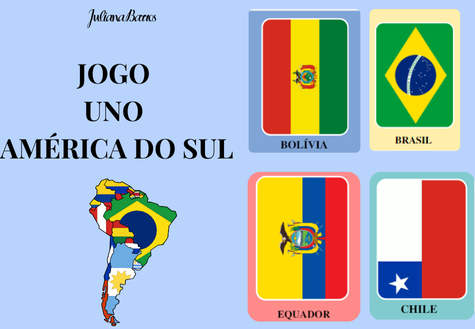 Juliana Barros
JOGO
UNO
AMÉRICA DO SUL
BOLÍVIA
BRASIL
EQUADOR
CHILE